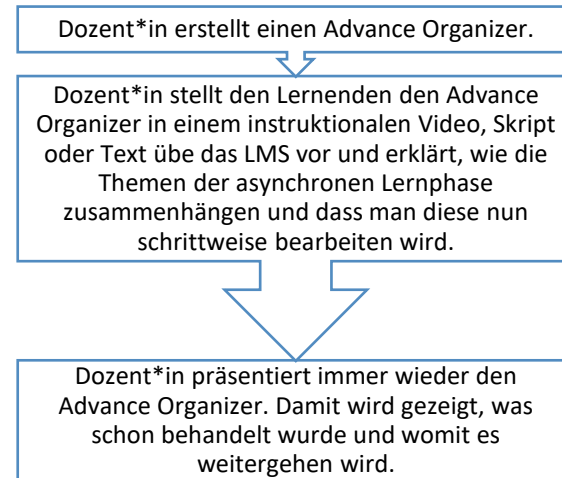 Dozent*in erstellt einen Advance Organizer.
Dozent*in stellt den Lernenden den Advance
Organizer in einem instruktionalen Video, Skript
oder Text übe das LMS vor und erklärt, wie die
Themen der asynchronen Lernphase
zusammenhängen und dass man diese nun
schrittweise bearbeiten wird.
Dozent*in präsentiert immer wieder den
Advance Organizer. Damit wird gezeigt, was
schon behandelt wurde und womit es
weitergehen wird.